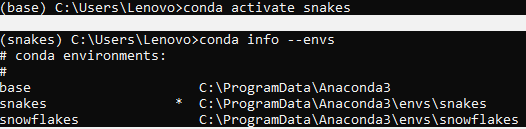 (base) C:\Users\Lenovo>conda activate snakes
(snakes) C:\Users\Lenovo>conda info --envs
# conda environments:
#
base                     C:\ProgramData\Anaconda3
snakes                *  C:\ProgramData\Anaconda3\envs\snakes
snowflakes               C:\ProgramData\Anaconda3\envs\snowflakes